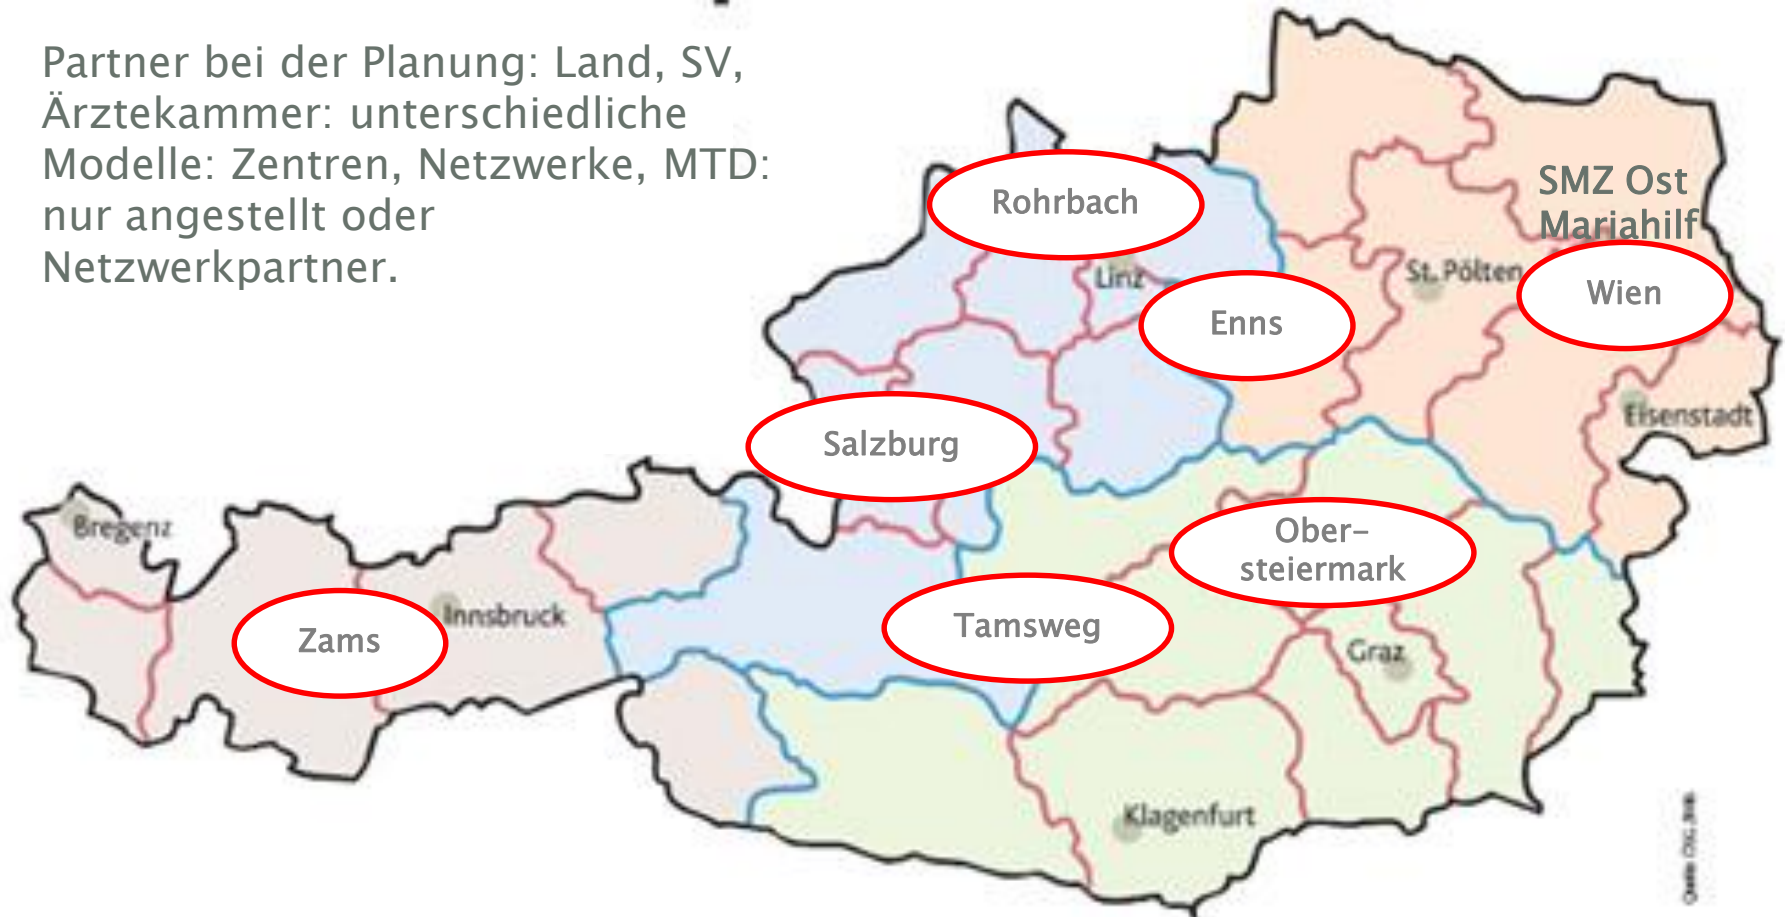 Partner bei der Planung: Land, SV,
Ärztekammer: unterschiedliche
Modelle: Zentren, Netzwerke, MTD:
nur angestellt oder
Netzwerkpartner.
SMZ Ost
Mariahilf
Rohrbach
Linz
St. Pölten
Wien
Enns
Eisenstadt
Salzburg
Bregenz
Ober-
steiermark
Innsbruck
Zams
Tamsweg
Graz
Klagenfurt